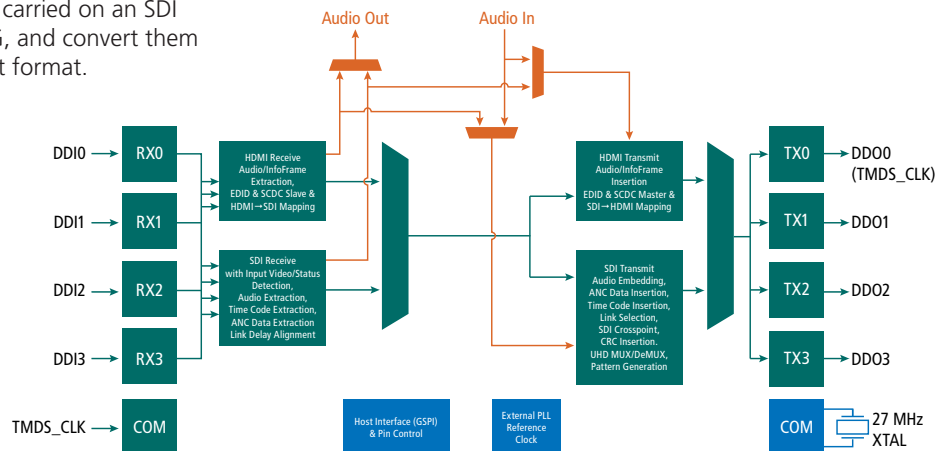 carried on an SDI
, and convert them
t format.
Audio Out
Audio In
DDI0
RX0
DDI1
RX1
DDI2
RX2
DDI3
RX3
TMDS_CLK
COM
HDMI Receive
Audio/InfoFrame
Extraction,
EDID & SCDC Slave &
HDMI→SDI Mapping
SDI Receive
with Input Video/Status
Detection,
Audio Extraction,
Time Code Extraction,
ANC Data Extraction
Link Delay Alignment
Host Interface (GSPI)
& Pin Control
External PLL
Reference
Clock
HDMI Transmit
Audio/InfoFrame
Insertion
EDID & SCDC Master &
SDI→HDMI Mapping
SDI Transmit
Audio Embedding,
ANC Data Insertion,
Time Code Insertion,
Link Selection,
SDI Crosspoint,
CRC Insertion.
UHD MUX/DeMUX,
Pattern Generation
TX0
DDO0
(TMDS_CLK)
TX1
DDO1
TX2
DDO2
TX3
DDO3
COM
27 MHz
XTAL